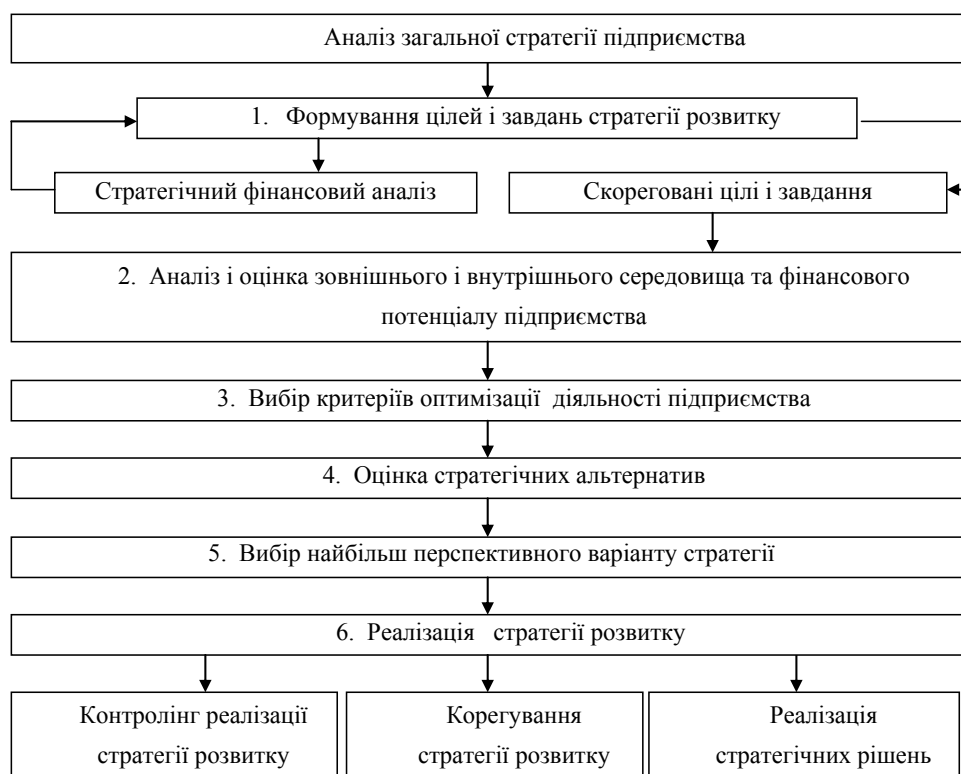 Аналіз загальної стратегії підприємства
1. Формування цілей і завдань стратегії розвитку
Стратегічний фінансовий аналіз
Скореговані цілі і завдання
2. Аналіз і оцінка зовнішнього і внутрішнього середовища та фінансового
потенціалу підприємства
3. Вибір критеріїв оптимізації діяльності підприємства
4. Оцінка стратегічних альтернатив
5. Вибір найбільш перспективного варіанту стратегії
6. Реалізація стратегії розвитку
Контролінг реалізації
стратегії розвитку
Корегування
стратегії розвитку
Реалізація
стратегічних рішень